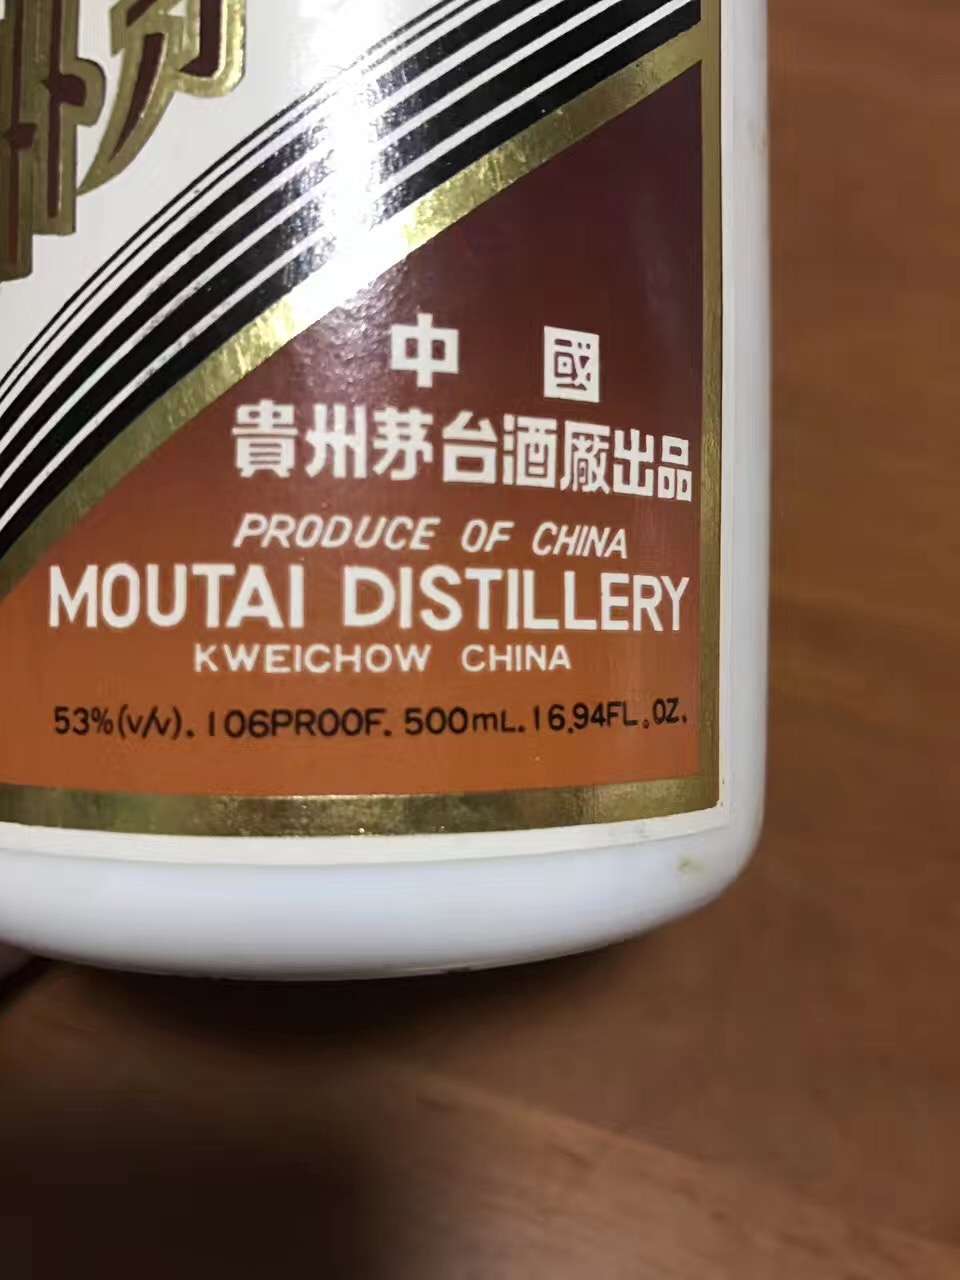 中國
貴州茅台酒厰出品
PRODUCE OF CHINA
MOUTAI DISTILLERY
KWEICHOW CHINA
53%(v/v). 106PROOF. 500mL. 16.94FL.OZ.